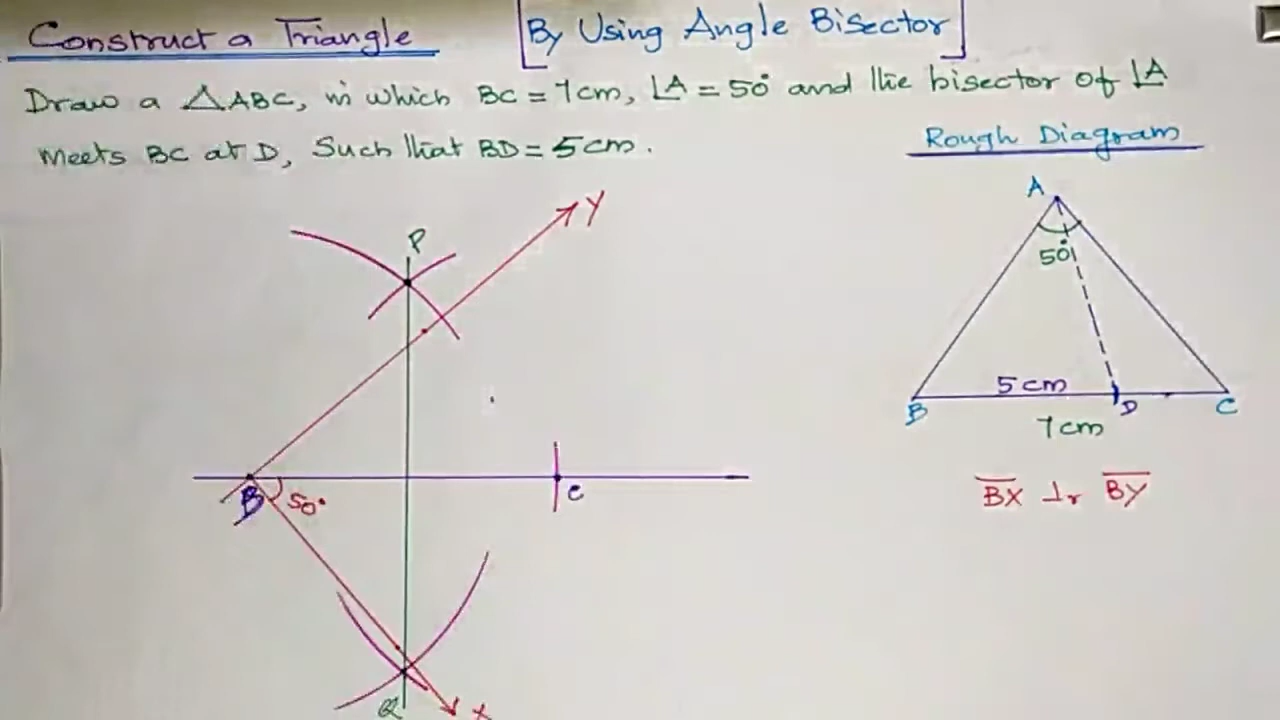 Construct a Triangle [By Using Angle Bisector]
Draw a △ABC, in which BC = 7cm, ∠A = 50° and the bisector of ∠A
meets BC at D, Such that BD = 5cm.
Rough Diagram
A
50°
5cm
B
D
C
7cm
BX ⊥r BY
Y
P
B
50°
C
Q
X